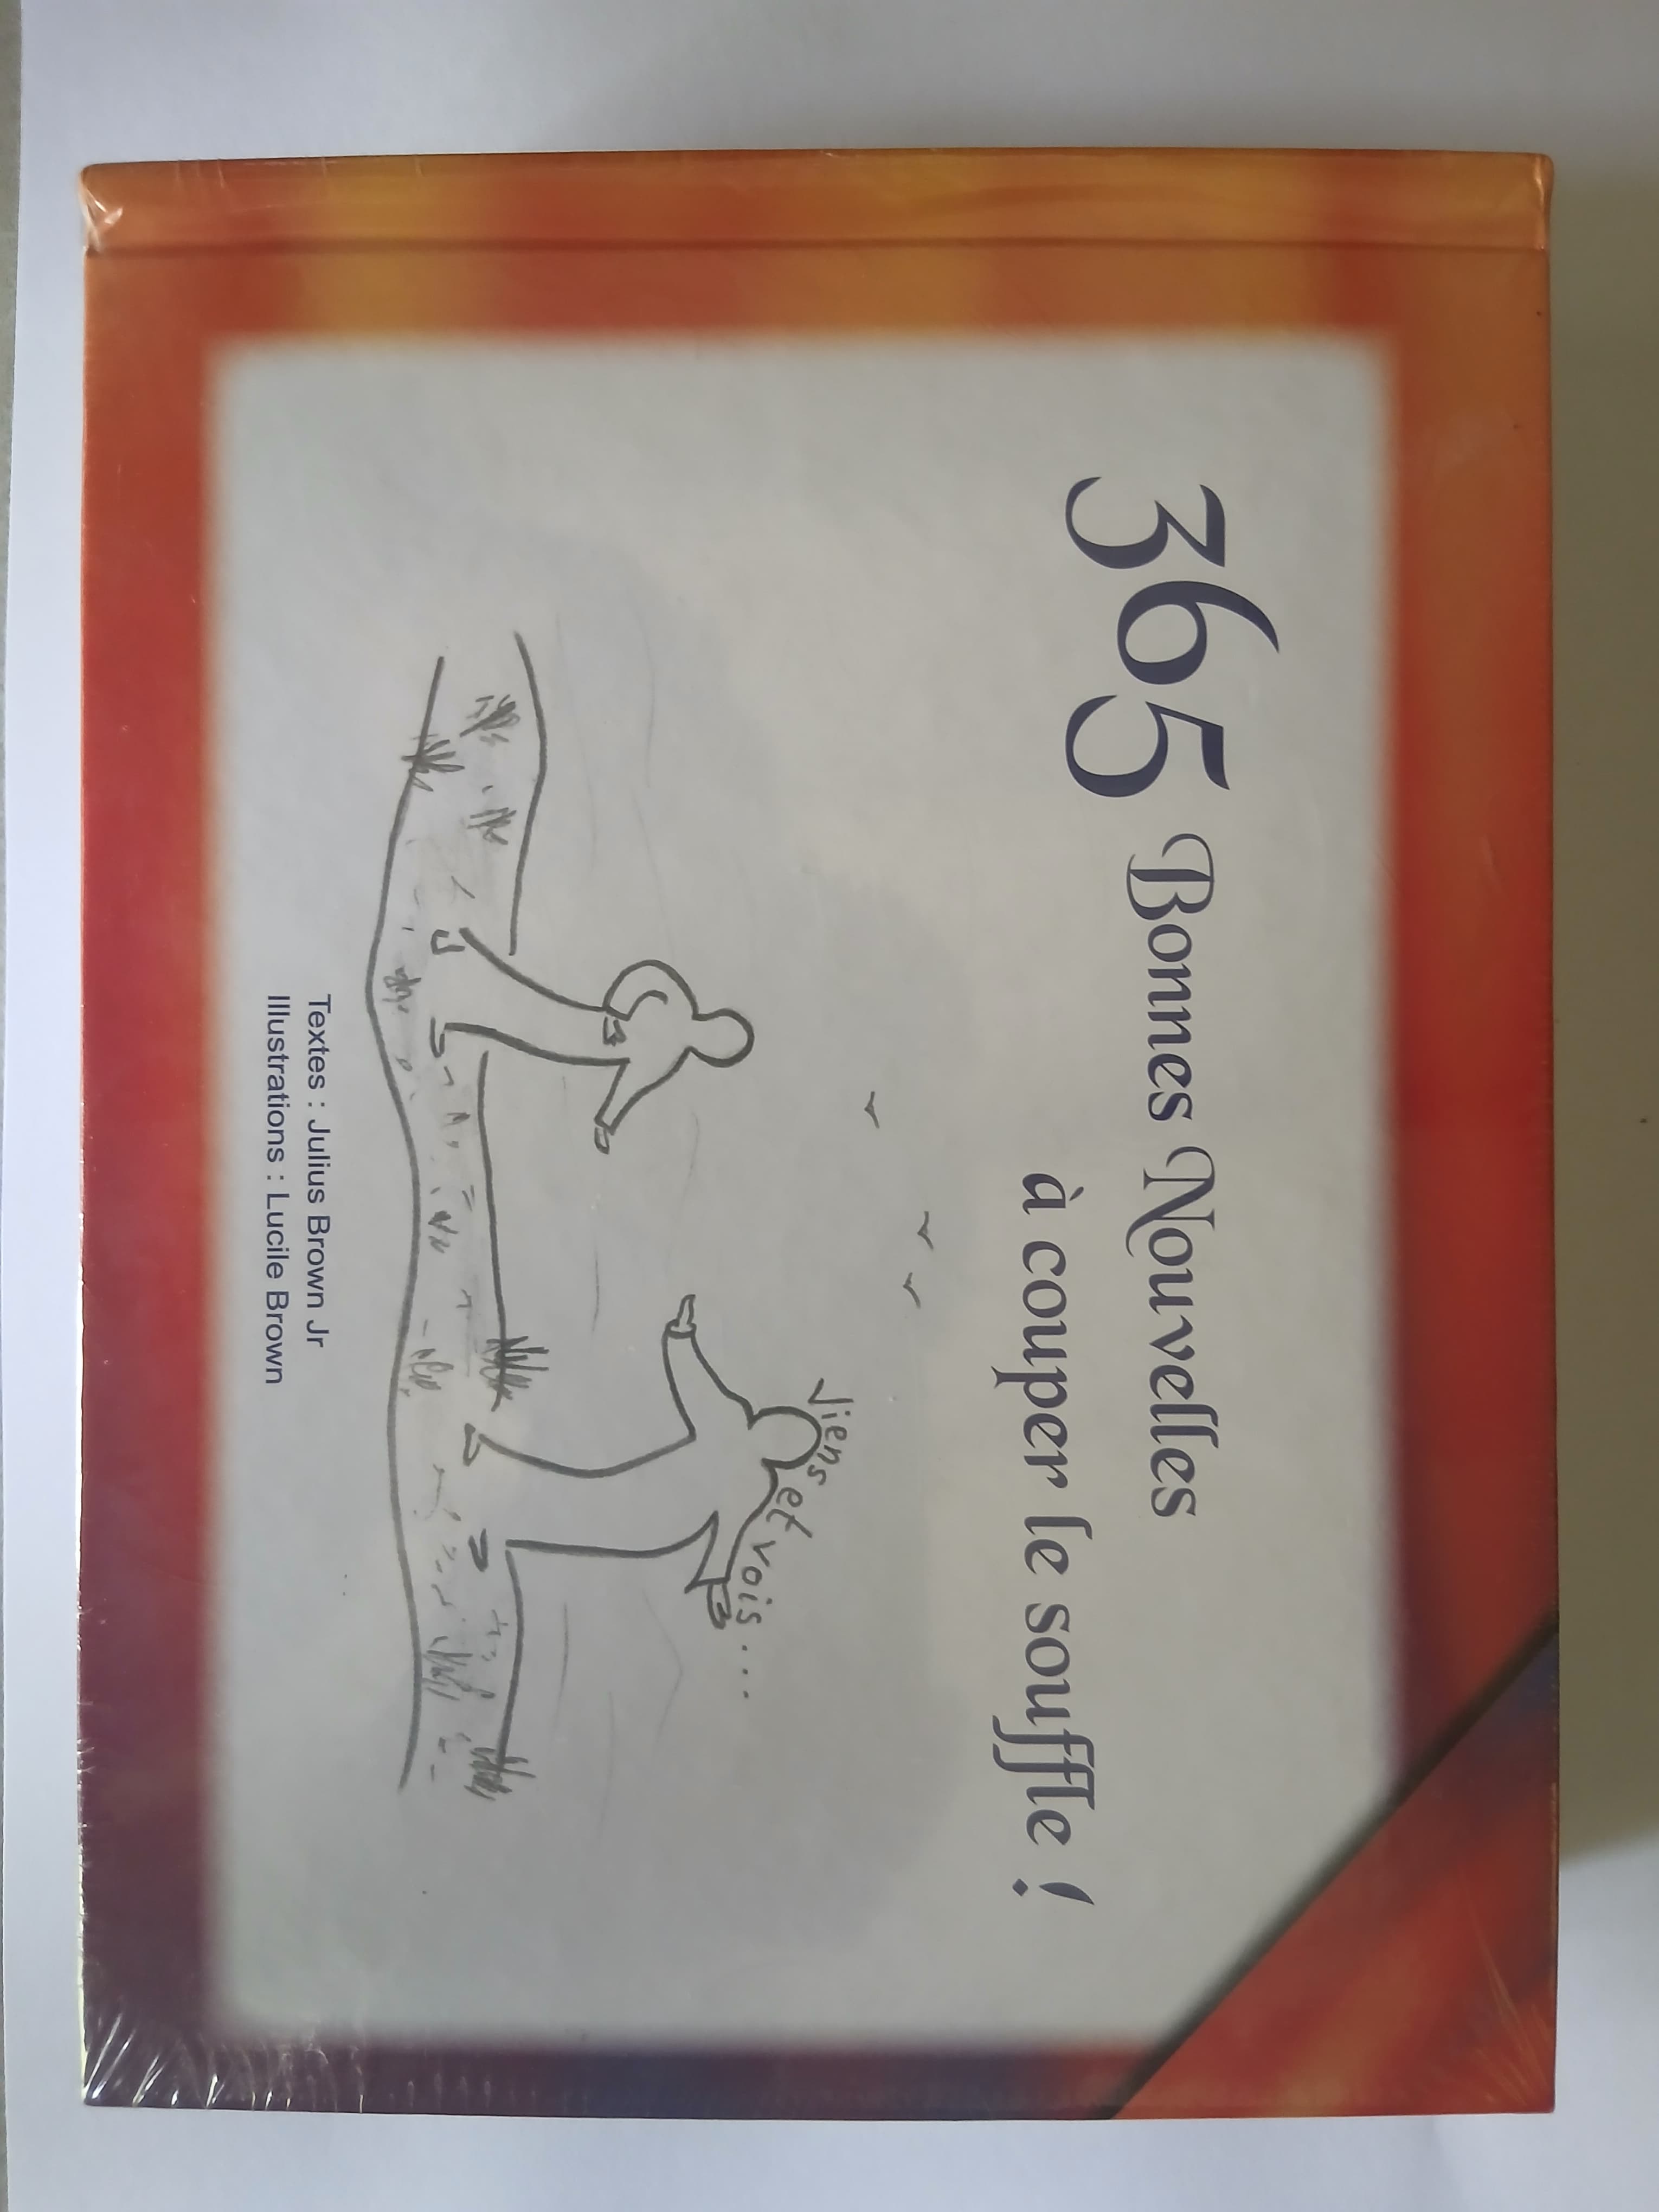 365 Bonnes Nouvelles
à couper le souffle !
Viens et vois...
Textes : Julius Brown Jr
Illustrations : Lucile Brown